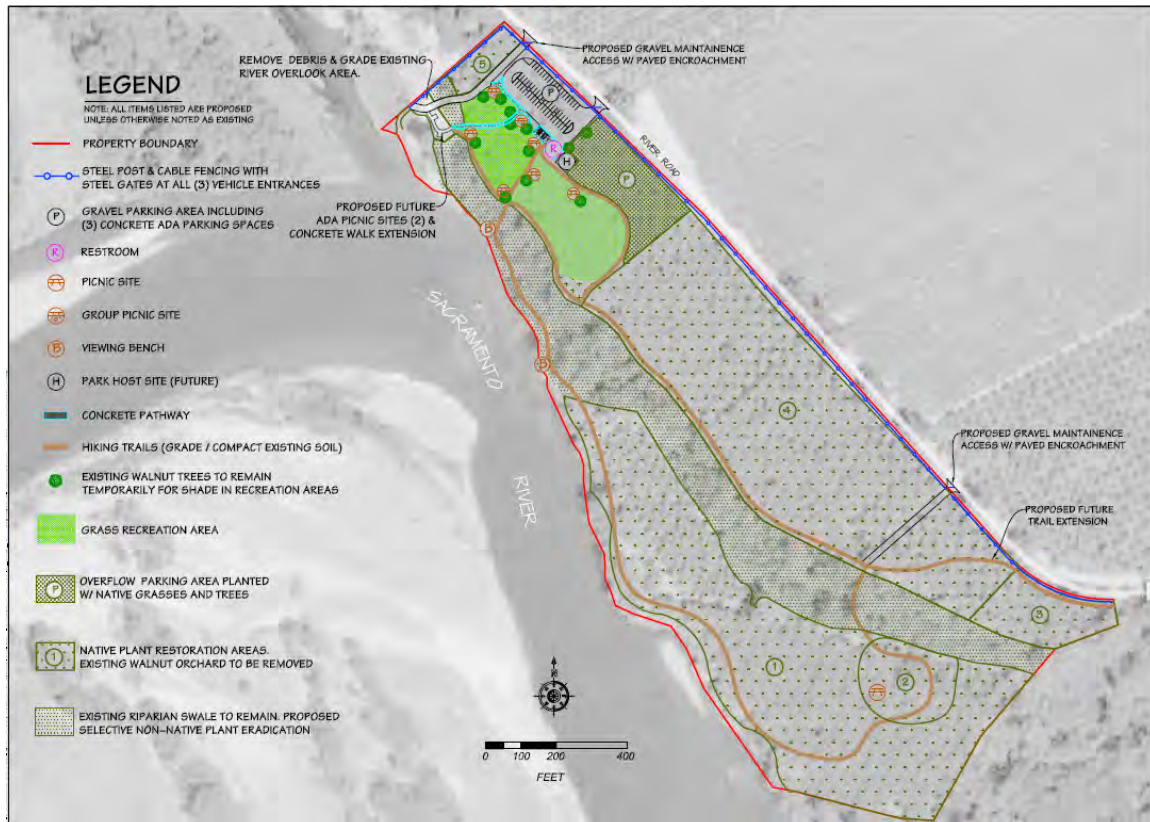 LEGEND
NOTE: ALL ITEMS LISTED ARE PROPOSED
UNLESS OTHERWISE NOTED AS EXISTING
PROPERTY BOUNDARY
STEEL POST & CABLE FENCING WITH
STEEL GATES AT ALL (3) VEHICLE ENTRANCES
P
GRAVEL PARKING AREA INCLUDING
(3) CONCRETE ADA PARKING SPACES
R
RESTROOM
PICNIC SITE
GROUP PICNIC SITE
B
VIEWING BENCH
H
PARK HOST SITE (FUTURE)
CONCRETE PATHWAY
HIKING TRAILS (GRADE / COMPACT EXISTING SOIL)
EXISTING WALNUT TREES TO REMAIN
TEMPORARILY FOR SHADE IN RECREATION AREAS
GRASS RECREATION AREA
P
OVERFLOW PARKING AREA PLANTED
W/ NATIVE GRASSES AND TREES
1
NATIVE PLANT RESTORATION AREAS.
EXISTING WALNUT ORCHARD TO BE REMOVED
EXISTING RIPARIAN SWALE TO REMAIN. PROPOSED
SELECTIVE NON-NATIVE PLANT ERADICATION
REMOVE DEBRIS & GRADE EXISTING
RIVER OVERLOOK AREA.
PROPOSED GRAVEL MAINTAINENCE
ACCESS W/ PAVED ENCROACHMENT
5
P
RIVER ROAD
R
H
P
PROPOSED FUTURE
ADA PICNIC SITES (2) &
CONCRETE WALK EXTENSION
B
SACRAMENTO
RIVER
B
4
PROPOSED GRAVEL MAINTAINENCE
ACCESS W/ PAVED ENCROACHMENT
PROPOSED FUTURE
TRAIL EXTENSION
3
1
2
N
0 100 200 400
FEET